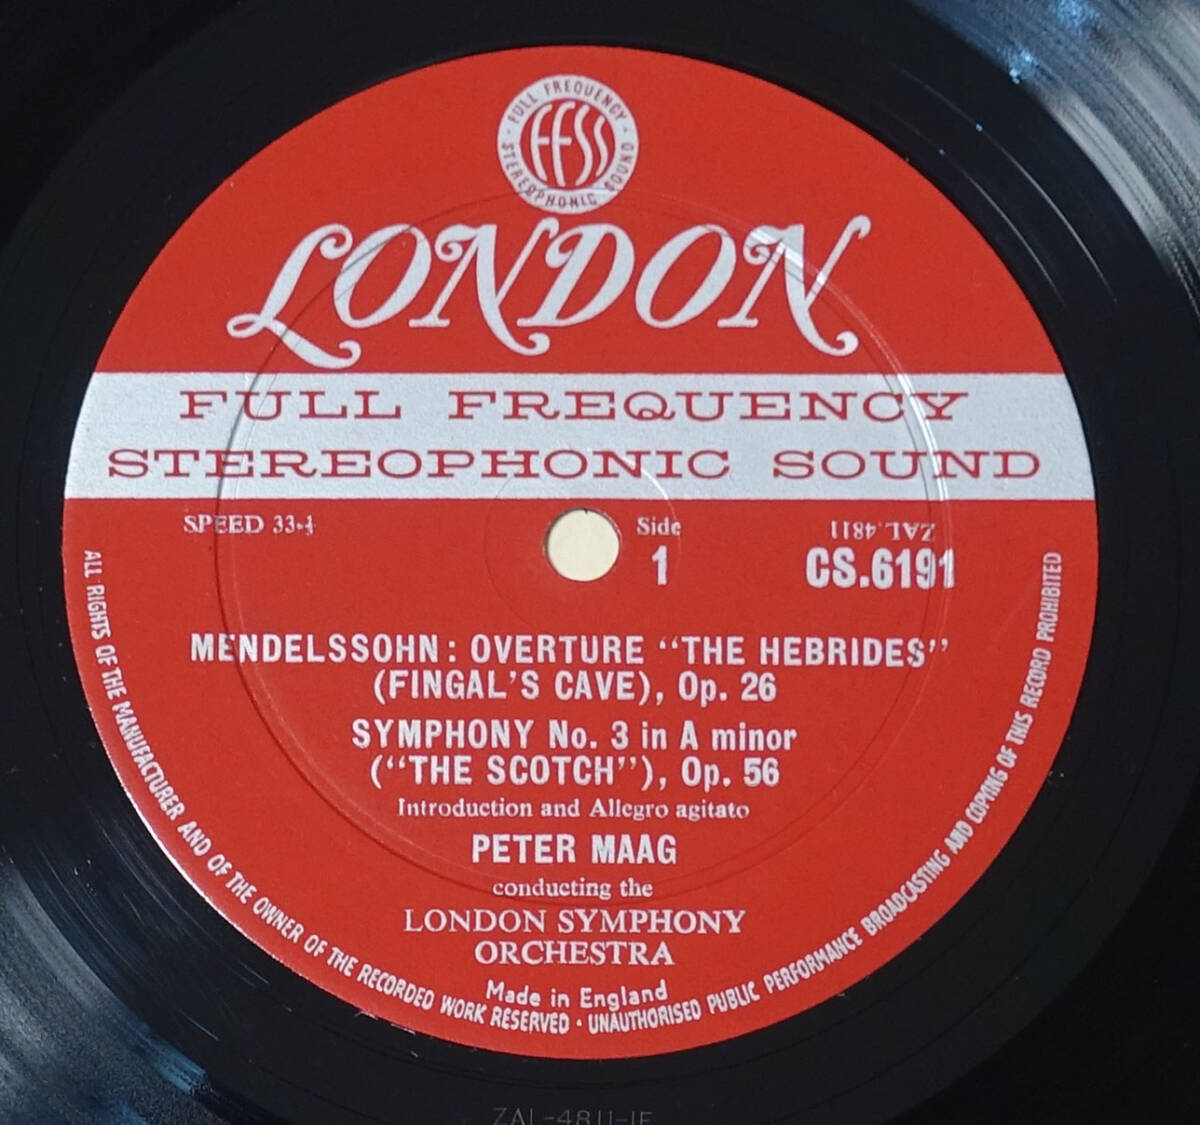 FULL FREQUENCY STEREOPHONIC SOUND
FFSS
LONDON
FULL FREQUENCY
STEREOPHONIC SOUND
SPEED 33⅓
Side
1
ZAL.4811
CS.6191
MENDELSSOHN: OVERTURE “THE HEBRIDES”
(FINGAL’S CAVE), Op. 26
SYMPHONY No. 3 in A minor
(“THE SCOTCH”), Op. 56
Introduction and Allegro agitato
PETER MAAG
conducting the
LONDON SYMPHONY
ORCHESTRA
Made in England
ALL RIGHTS OF THE MANUFACTURER AND OF THE OWNER OF THE RECORDED WORK RESERVED · UNAUTHORISED PUBLIC PERFORMANCE BROADCASTING AND COPYING OF THIS RECORD PROHIBITED
ZAL-4811-1E